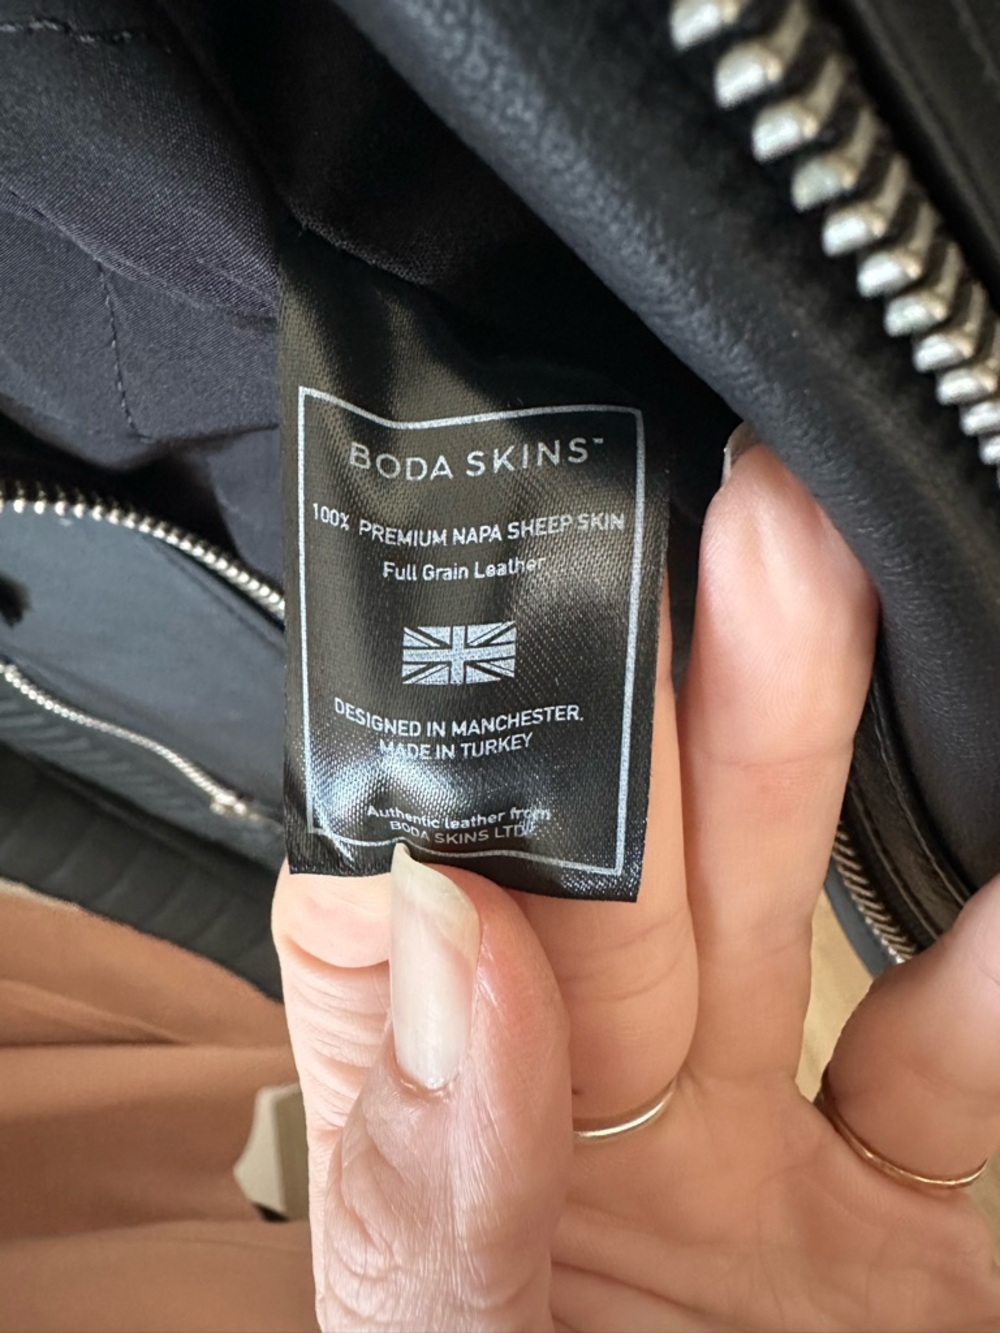 BODA SKINS™
100% PREMIUM NAPA SHEEP SKIN
Full Grain Leather
DESIGNED IN MANCHESTER.
MADE IN TURKEY
Authentic leather from
BODA SKINS LTD